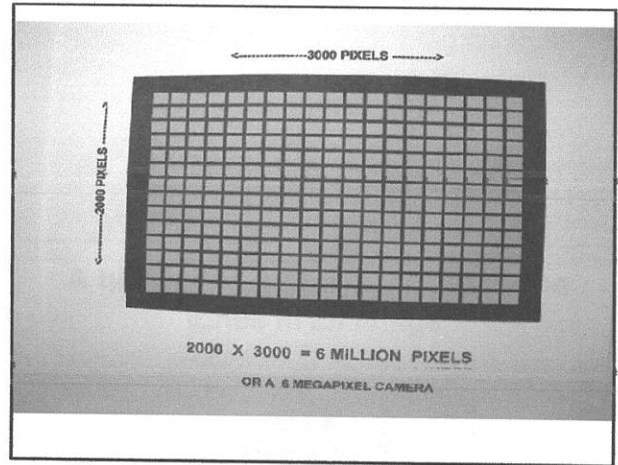 <--------------3000 PIXELS ----------->
<----------2000 PIXELS ---------->
2000 X 3000 = 6 MILLION PIXELS
OR A 6 MEGAPIXEL CAMERA